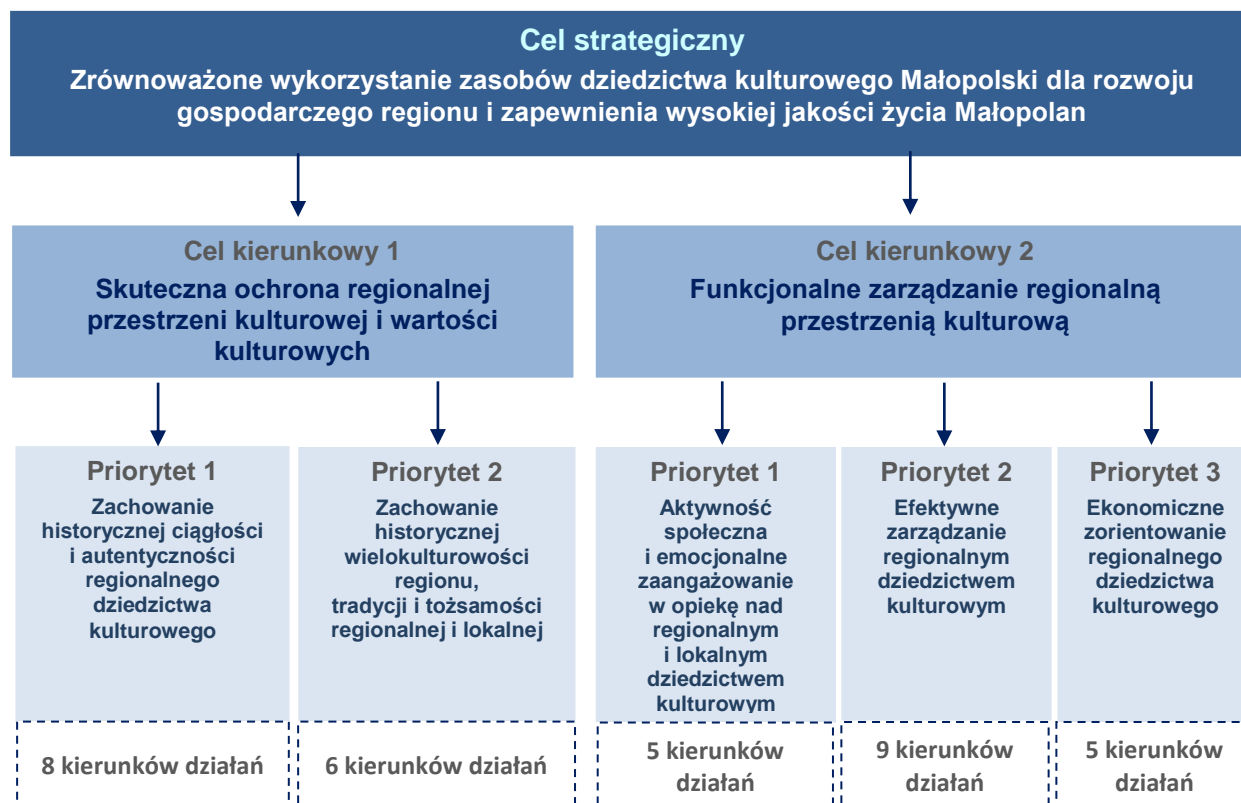 Cel strategiczny
Zrównoważone wykorzystanie zasobów dziedzictwa kulturowego Małopolski dla rozwoju
gospodarczego regionu i zapewnienia wysokiej jakości życia Małopolan
Cel kierunkowy 1
Skuteczna ochrona regionalnej
przestrzeni kulturowej i wartości
kulturowych
Cel kierunkowy 2
Funkcjonalne zarządzanie regionalną
przestrzenią kulturową
Priorytet 1
Zachowanie
historycznej ciągłości
i autentyczności
regionalnego
dziedzictwa
kulturowego
Priorytet 2
Zachowanie
historycznej
wielokulturowości
regionu,
tradycji i tożsamości
regionalnej i lokalnej
Priorytet 1
Aktywność
społeczna
i emocjonalne
zaangażowanie
w opiekę nad
regionalnym
i lokalnym
dziedzictwem
kulturowym
Priorytet 2
Efektywne
zarządzanie
regionalnym
dziedzictwem
kulturowym
Priorytet 3
Ekonomiczne
zorientowanie
regionalnego
dziedzictwa
kulturowego
8 kierunków działań
6 kierunków działań
5 kierunków
działań
9 kierunków
działań
5 kierunków
działań